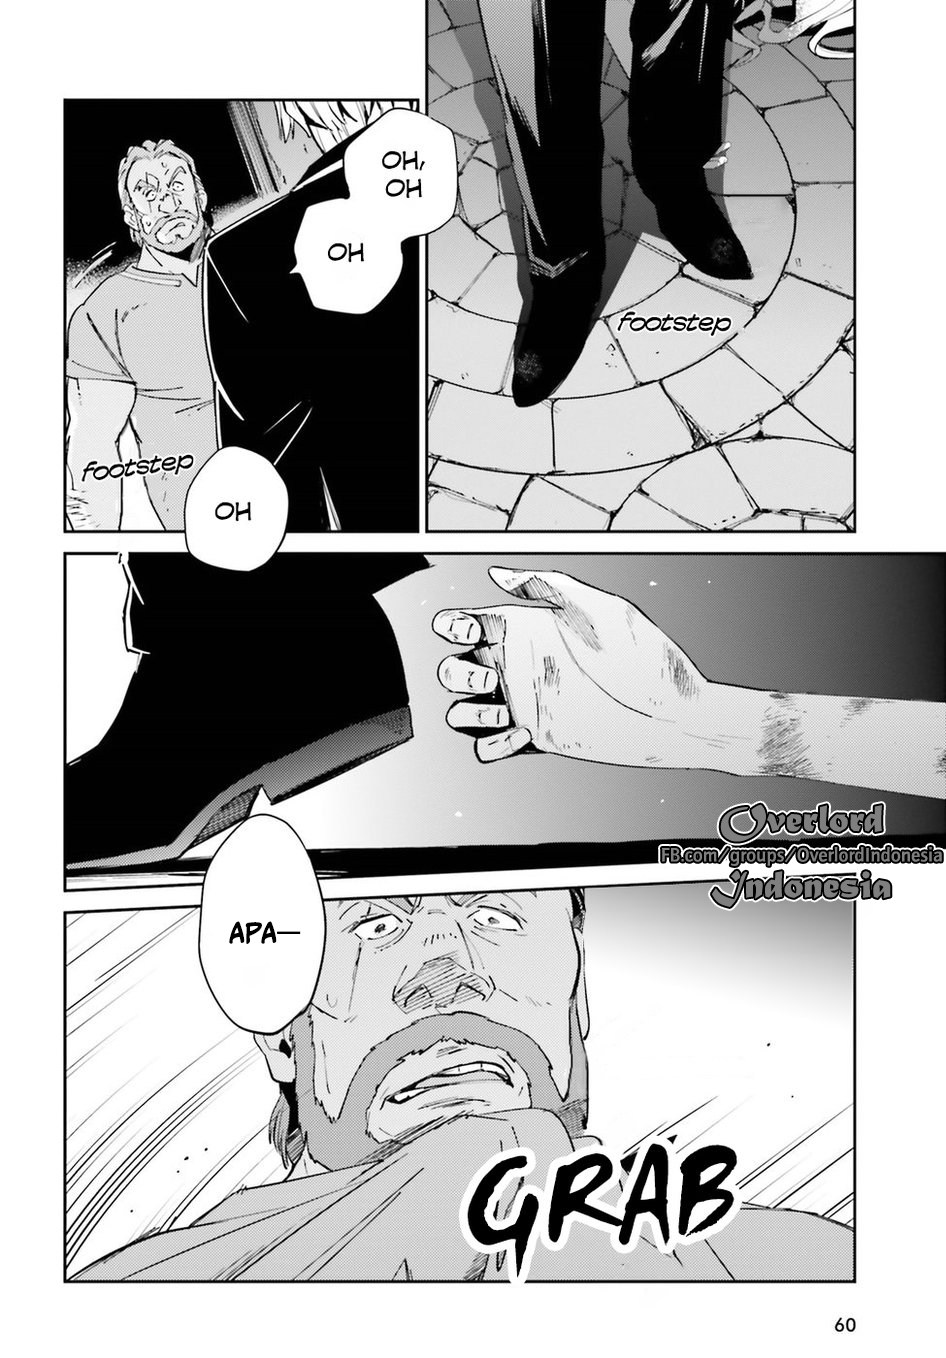 footstep
OH,
OH
OH
footstep
OH
Overlord
FB.com/groups/OverlordIndonesia
Indonesia
APA—
GRAB
60